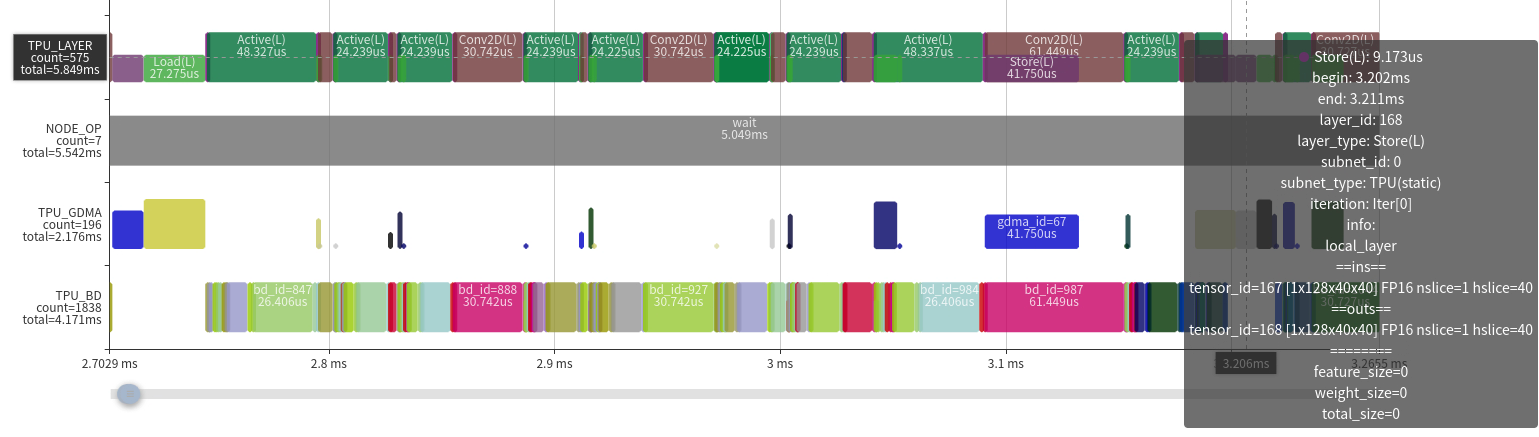 TPU_LAYER
count=575
total=5.849ms
Load(L)
27.275us
Active(L)
48.327us
Active(L)
24.239us
Active(L)
24.239us
Conv2D(L)
30.742us
Active(L)
24.239us
Active(L)
24.225us
Conv2D(L)
30.742us
Active(L)
24.225us
Active(L)
24.239us
Active(L)
48.337us
Conv2D(L)
61.449us
Store(L)
41.750us
Active(L)
24.239us
Conv2D(L)
NODE_OP
count=7
total=5.542ms
wait
5.049ms
TPU_GDMA
count=196
total=2.176ms
gdma_id=67
41.750us
TPU_BD
count=1838
total=4.171ms
bd_id=847
26.406us
bd_id=888
30.742us
bd_id=927
30.742us
bd_id=984
26.406us
bd_id=987
61.449us
30.727us
2.7029 ms
2.8 ms
2.9 ms
3 ms
3.1 ms
3.206ms
3.2655 ms
Store(L): 9.173us
begin: 3.202ms
end: 3.211ms
layer_id: 168
layer_type: Store(L)
subnet_id: 0
subnet_type: TPU(static)
iteration: Iter[0]
info:
local_layer
==ins==
tensor_id=167 [1x128x40x40] FP16 nslice=1 hslice=40
==outs==
tensor_id=168 [1x128x40x40] FP16 nslice=1 hslice=40
========
feature_size=0
weight_size=0
total_size=0